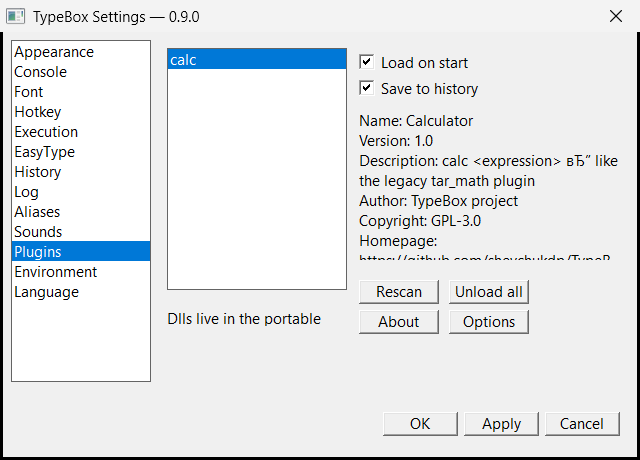 TypeBox Settings — 0.9.0
Appearance
Console
Font
Hotkey
Execution
EasyType
History
Log
Aliases
Sounds
Plugins
Environment
Language
calc
Dlls live in the portable
Load on start
Save to history
Name: Calculator
Version: 1.0
Description: calc <expression> вЂ” like
the legacy tar_math plugin
Author: TypeBox project
Copyright: GPL-3.0
Homepage:
Rescan
Unload all
About
Options
OK
Apply
Cancel